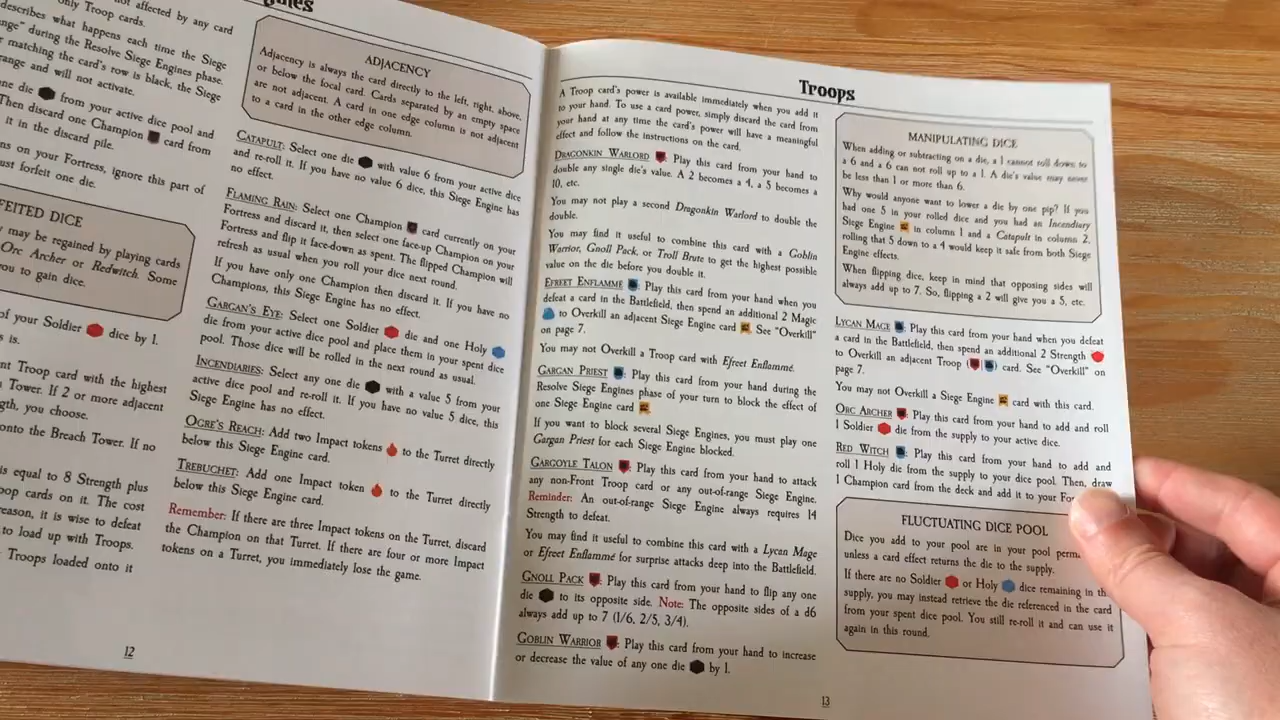 not affected by any card
only Troop cards.
describes what happens each time the Siege
during the Resolve Siege Engines phase.
matching the card's row is black, the Siege
range and will not activate.
one die from your active dice pool and
Then discard one Champion card from
it in the discard pile.
ns on your Fortress, ignore this part of
ust forfeit one die.
FEITED DICE
may be regained by playing cards
Orc Archer or Redwitch. Some
you to gain dice.
of your Soldier dice by 1.
s is.
nt Troop card with the highest
Tower. If 2 or more adjacent
gth, you choose.
onto the Breach Tower. If no
is equal to 8 Strength plus
oop cards on it. The cost
reason, it is wise to defeat
to load up with Troops.
Troops loaded onto it
ADJACENCY
Adjacency is always the card directly to the left, right, above,
or below the focal card. Cards separated by an empty space
are not adjacent. A card in one edge column is not adjacent
to a card in the other edge column.
CATAPULT: Select one die with value 6 from your active dice
and re-roll it. If you have no value 6 dice, this Siege Engine has
no effect.
FLAMING RAIN: Select one Champion card currently on your
Fortress and discard it, then select one face-up Champion on your
Fortress and flip it face-down as spent. The flipped Champion will
refresh as usual when you roll your dice next round.
If you have only one Champion then discard it. If you have no
Champions, this Siege Engine has no effect.
GARGAN'S EYE: Select one Soldier die and one Holy
die from your active dice pool and place them in your spent dice
pool. Those dice will be rolled in the next round as usual.
INCENDIARIES: Select any one die with a value 5 from your
active dice pool and re-roll it. If you have no value 5 dice, this
Siege Engine has no effect.
OGRE'S REACH: Add two Impact tokens to the Turret directly
below this Siege Engine card.
TREBUCHET: Add one Impact token to the Turret directly
below this Siege Engine card.
Remember: If there are three Impact tokens on the Turret, discard
the Champion on that Turret. If there are four or more Impact
tokens on a Turret, you immediately lose the game.
12
Troops
A Troop card's power is available immediately when you add it
to your hand. To use a card power, simply discard the card from
your hand at any time the card's power will have a meaningful
effect and follow the instructions on the card.
DRAGONKIN WARLORD: Play this card from your hand to
double any single die's value. A 2 becomes a 4, a 5 becomes a
10, etc.
You may not play a second Dragonkin Warlord to double the
double.
You may find it useful to combine this card with a Goblin
Warrior, Gnoll Pack, or Troll Brute to get the highest possible
value on the die before you double it.
EFREET ENFLAMMÉ: Play this card from your hand when you
defeat a card in the Battlefield, then spend an additional 2 Magic
to Overkill an adjacent Siege Engine card. See "Overkill"
on page 7.
You may not Overkill a Troop card with Efreet Enflammé.
GARGAN PRIEST: Play this card from your hand during the
Resolve Siege Engines phase of your turn to block the effect of
one Siege Engine card.
If you want to block several Siege Engines, you must play one
Gargan Priest for each Siege Engine blocked.
GARGOYLE TALON: Play this card from your hand to attack
any non-Front Troop card or any out-of-range Siege Engine.
Reminder: An out-of-range Siege Engine always requires 14
Strength to defeat.
You may find it useful to combine this card with a Lycan Mage
or Efreet Enflammé for surprise attacks deep into the Battlefield.
GNOLL PACK: Play this card from your hand to flip any one
die to its opposite side. Note: The opposite sides of a d6
always add up to 7 (1/6, 2/5, 3/4).
GOBLIN WARRIOR: Play this card from your hand to increase
or decrease the value of any one die by 1.
MANIPULATING DICE
When adding or subtracting on a die, a 1 cannot roll down to
a 6 and a 6 can not roll up to a 1. A die's value may never
be less than 1 or more than 6.
Why would anyone want to lower a die by one pip? If you
had one 5 in your rolled dice and you had an Incendiary
Siege Engine in column 1 and a Catapult in column 2,
rolling that 5 down to a 4 would keep it safe from both Siege
Engine effects.
When flipping dice, keep in mind that opposing sides will
always add up to 7. So, flipping a 2 will give you a 5, etc.
LYCAN MAGE: Play this card from your hand when you defeat
a card in the Battlefield, then spend an additional 2 Strength
to Overkill an adjacent Troop ( ) card. See "Overkill" on
page 7.
You may not Overkill a Siege Engine card with this card.
ORC ARCHER: Play this card from your hand to add and roll
1 Soldier die from the supply to your active dice.
RED WITCH: Play this card from your hand to add and
roll 1 Holy die from the supply to your dice pool. Then, draw
1 Champion card from the deck and add it to your
FLUCTUATING DICE POOL
Dice you add to your pool are in your pool
unless a card effect returns the die to the supply.
If there are no Soldier or Holy dice remaining in the
supply, you may instead retrieve the die referenced in the card
from your spent dice pool. You still re-roll it and can use it
again in this round.
13